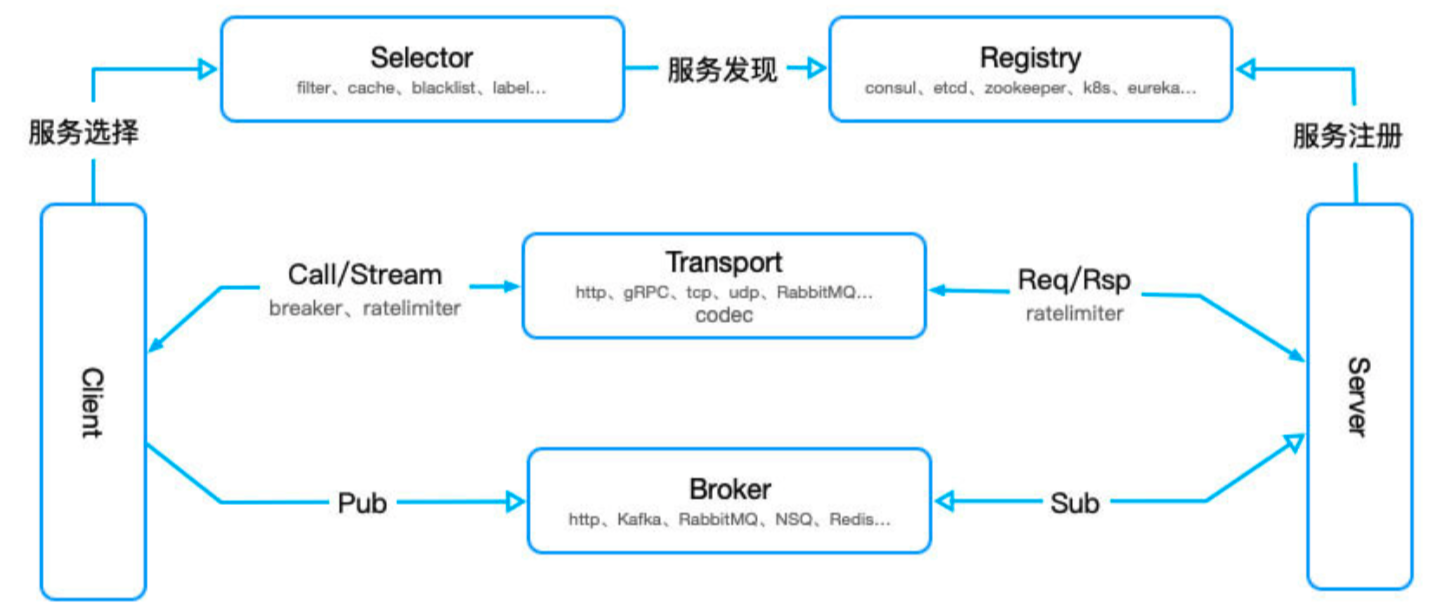 Selector
filter、cache、blacklist、label...
服务发现
Registry
consul、etcd、zookeeper、k8s、eureka...
服务选择
服务注册
Call/Stream
breaker、ratelimiter
Transport
http、gRPC、tcp、udp、RabbitMQ...
codec
Req/Rsp
ratelimiter
Client
Server
Pub
Broker
http、Kafka、RabbitMQ、NSQ、Redis...
Sub